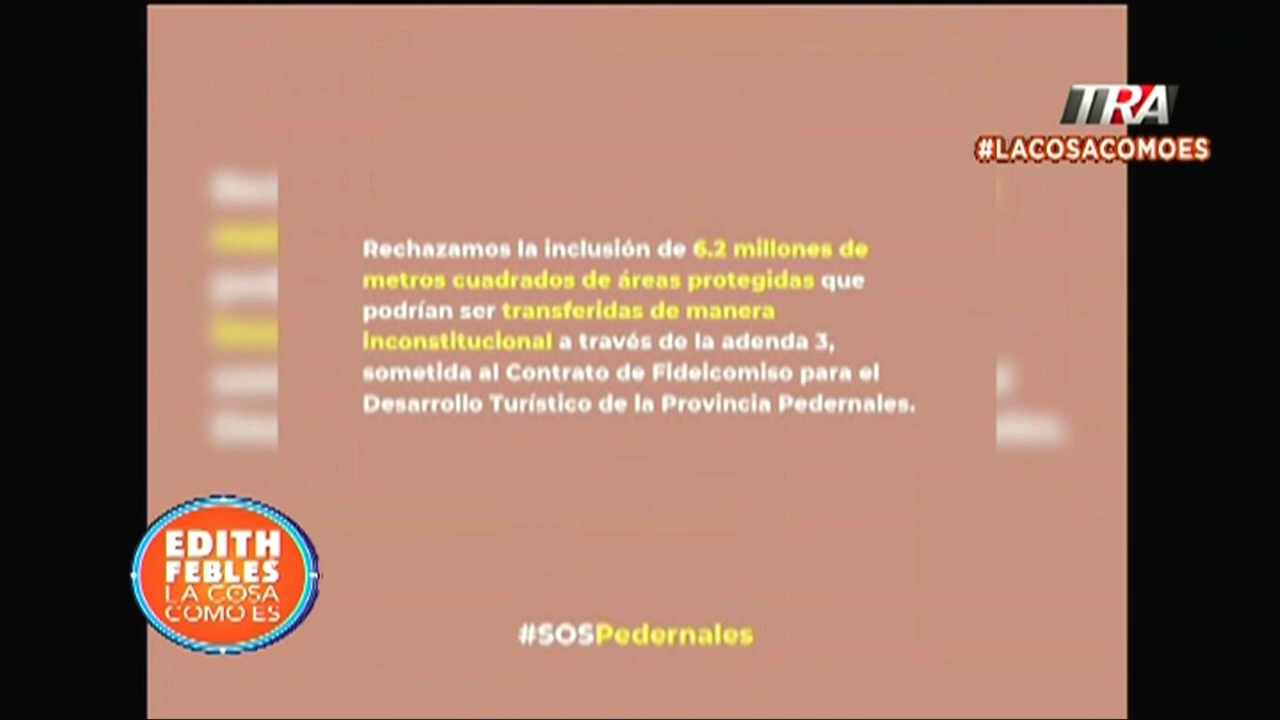 TRA
#LACOSACOMOES
Rechazamos la inclusión de 6.2 millones de
metros cuadrados de áreas protegidas que
podrían ser transferidas de manera
inconstitucional a través de la adenda 3,
sometida al Contrato de Fideicomiso para el
Desarrollo Turístico de la Provincia Pedernales.
EDITH
FEBLES
LA COSA
COMO ES
#SOSPedernales